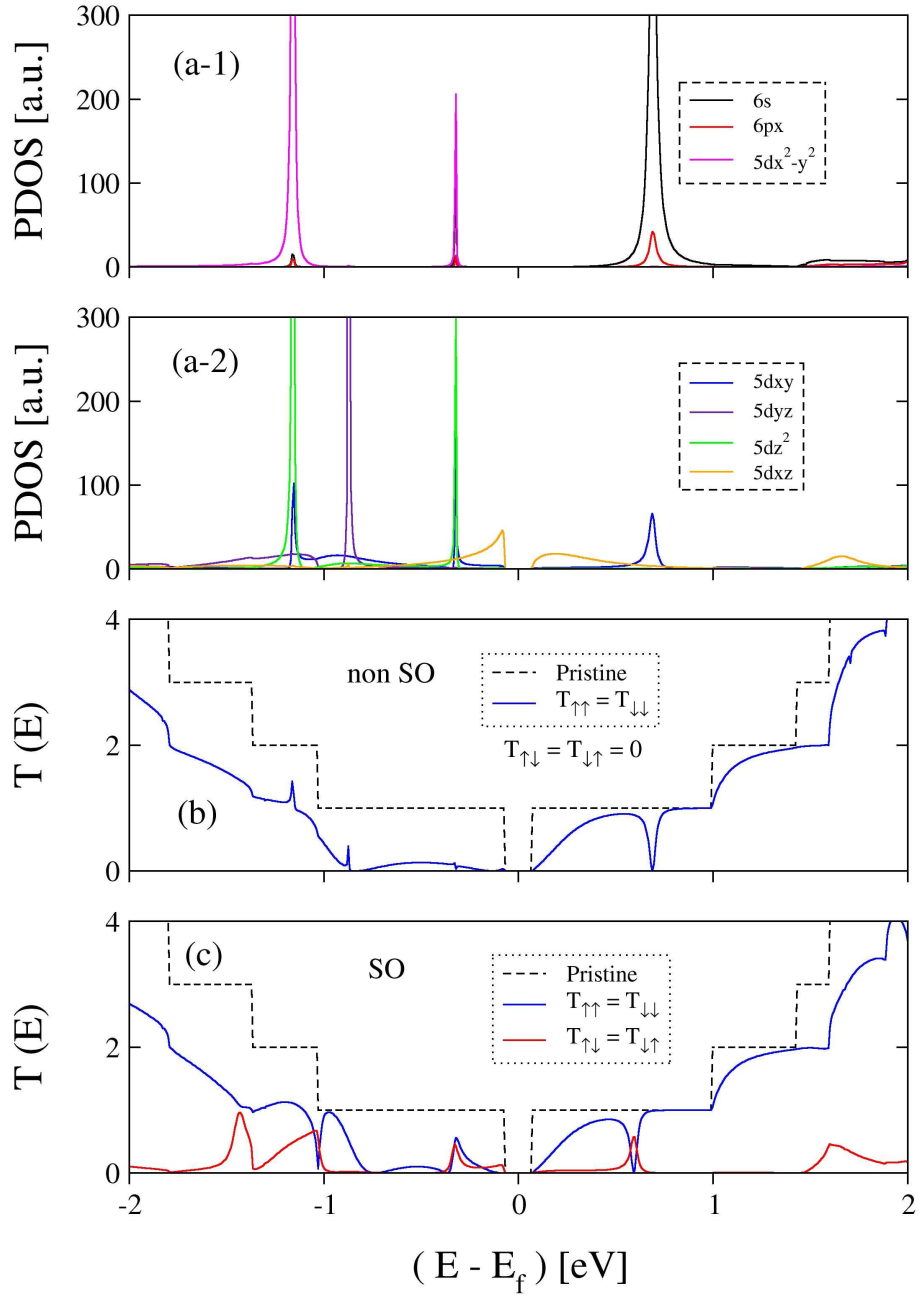 300
200
100
0
PDOS [a.u.]
(a-1)
6s
6px
5dx²-y²
300
200
100
0
PDOS [a.u.]
(a-2)
5dxy
5dyz
5dz²
5dxz
4
2
0
T (E)
non SO
Pristine
T↑↑ = T↓↓
T↑↓ = T↓↑ = 0
(b)
4
2
0
T (E)
(c)
SO
Pristine
T↑↑ = T↓↓
T↑↓ = T↓↑
-2 -1 0 1 2
( E - E_f ) [eV]